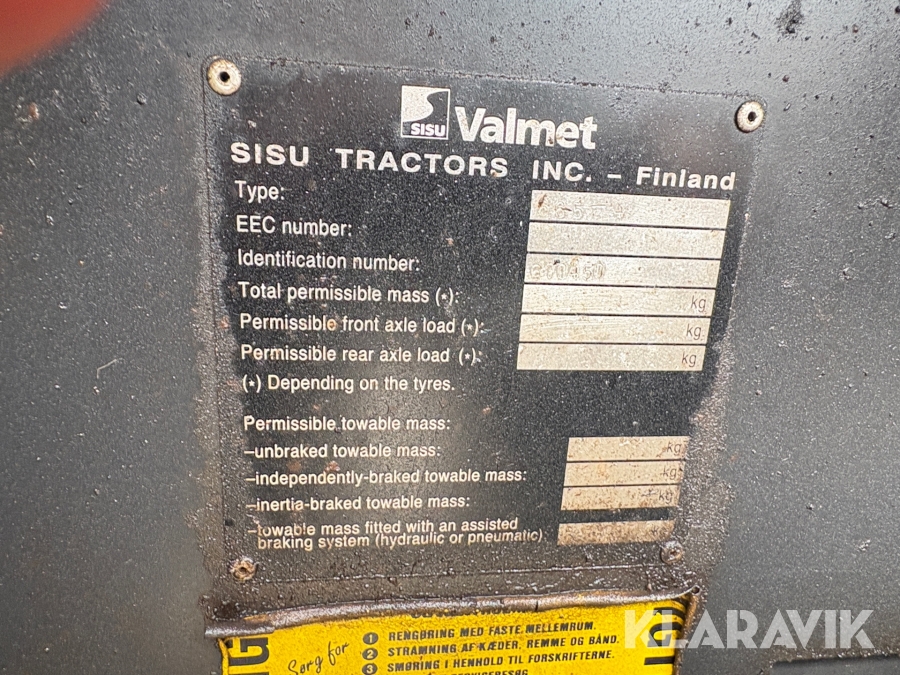 SISU Valmet
SISU TRACTORS INC. – Finland
Type:
EEC number:
Identification number:
Total permissible mass (*): kg
Permissible front axle load (*): kg
Permissible rear axle load (*): kg
(*) Depending on the tyres.
Permissible towable mass:
–unbraked towable mass: kg
–independently-braked towable mass: kg
–inertia-braked towable mass: kg
–towable mass fitted with an assisted
braking system (hydraulic or pneumatic):
Sørg for
1 RENGØRING MED FASTE MELLEMRUM.
2 STRAMNING AF KÆDER, REMME OG BÅND.
3 SMØRING I HENHOLD TIL FORSKRIFTERNE.
KLARAVIK